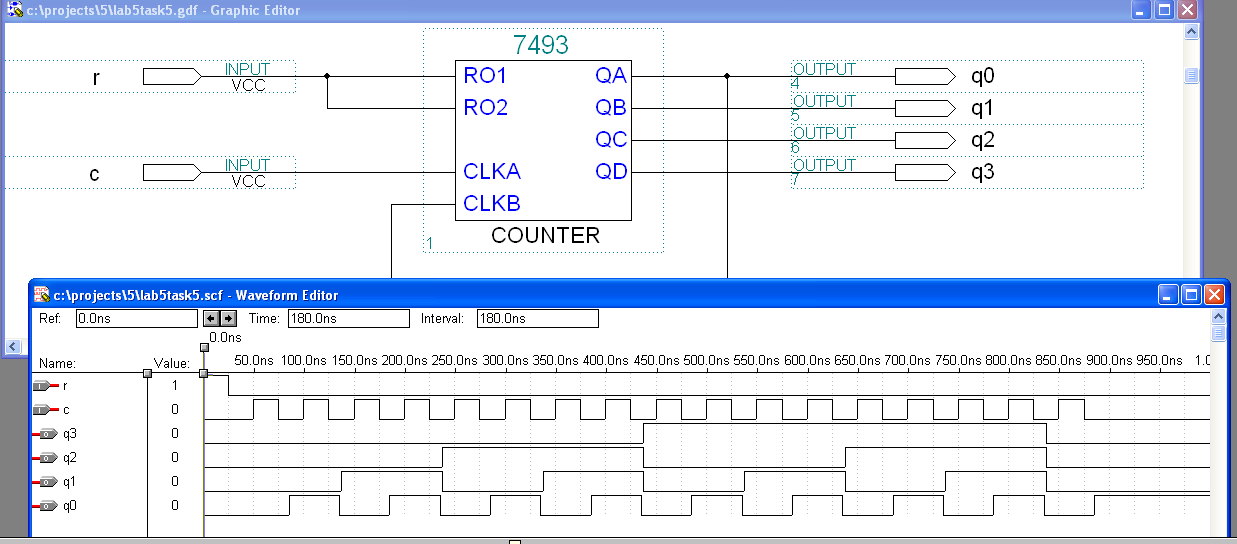 c:\projects\5\lab5task5.gdf - Graphic Editor
7493
r INPUT VCC RO1 QA OUTPUT 4 q0
RO2 QB OUTPUT 5 q1
QC OUTPUT 6 q2
c INPUT VCC CLKA QD OUTPUT 7 q3
CLKB
1 COUNTER
c:\projects\5\lab5task5.scf - Waveform Editor
Ref: 0.0ns Time: 180.0ns Interval: 180.0ns
0.0ns
Name: Value: 50.0ns 100.0ns 150.0ns 200.0ns 250.0ns 300.0ns 350.0ns 400.0ns 450.0ns 500.0ns 550.0ns 600.0ns 650.0ns 700.0ns 750.0ns 800.0ns 850.0ns 900.0ns 950.0ns 1.0
r 1
c 0
q3 0
q2 0
q1 0
q0 0